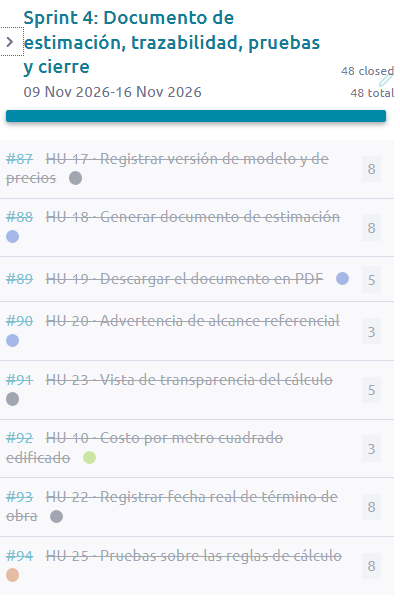 Sprint 4: Documento de
estimación, trazabilidad, pruebas
y cierre
09 Nov 2026-16 Nov 2026
48 closed
48 total
#87 HU-17 · Registrar versión de modelo y de
precios
8
#88 HU-18 · Generar documento de estimación
8
#89 HU-19 · Descargar el documento en PDF
5
#90 HU-20 · Advertencia de alcance referencial
3
#91 HU-23 · Vista de transparencia del cálculo
5
#92 HU-10 · Costo por metro cuadrado
edificado
3
#93 HU-22 · Registrar fecha real de término de
obra
8
#94 HU-25 · Pruebas sobre las reglas de cálculo
8